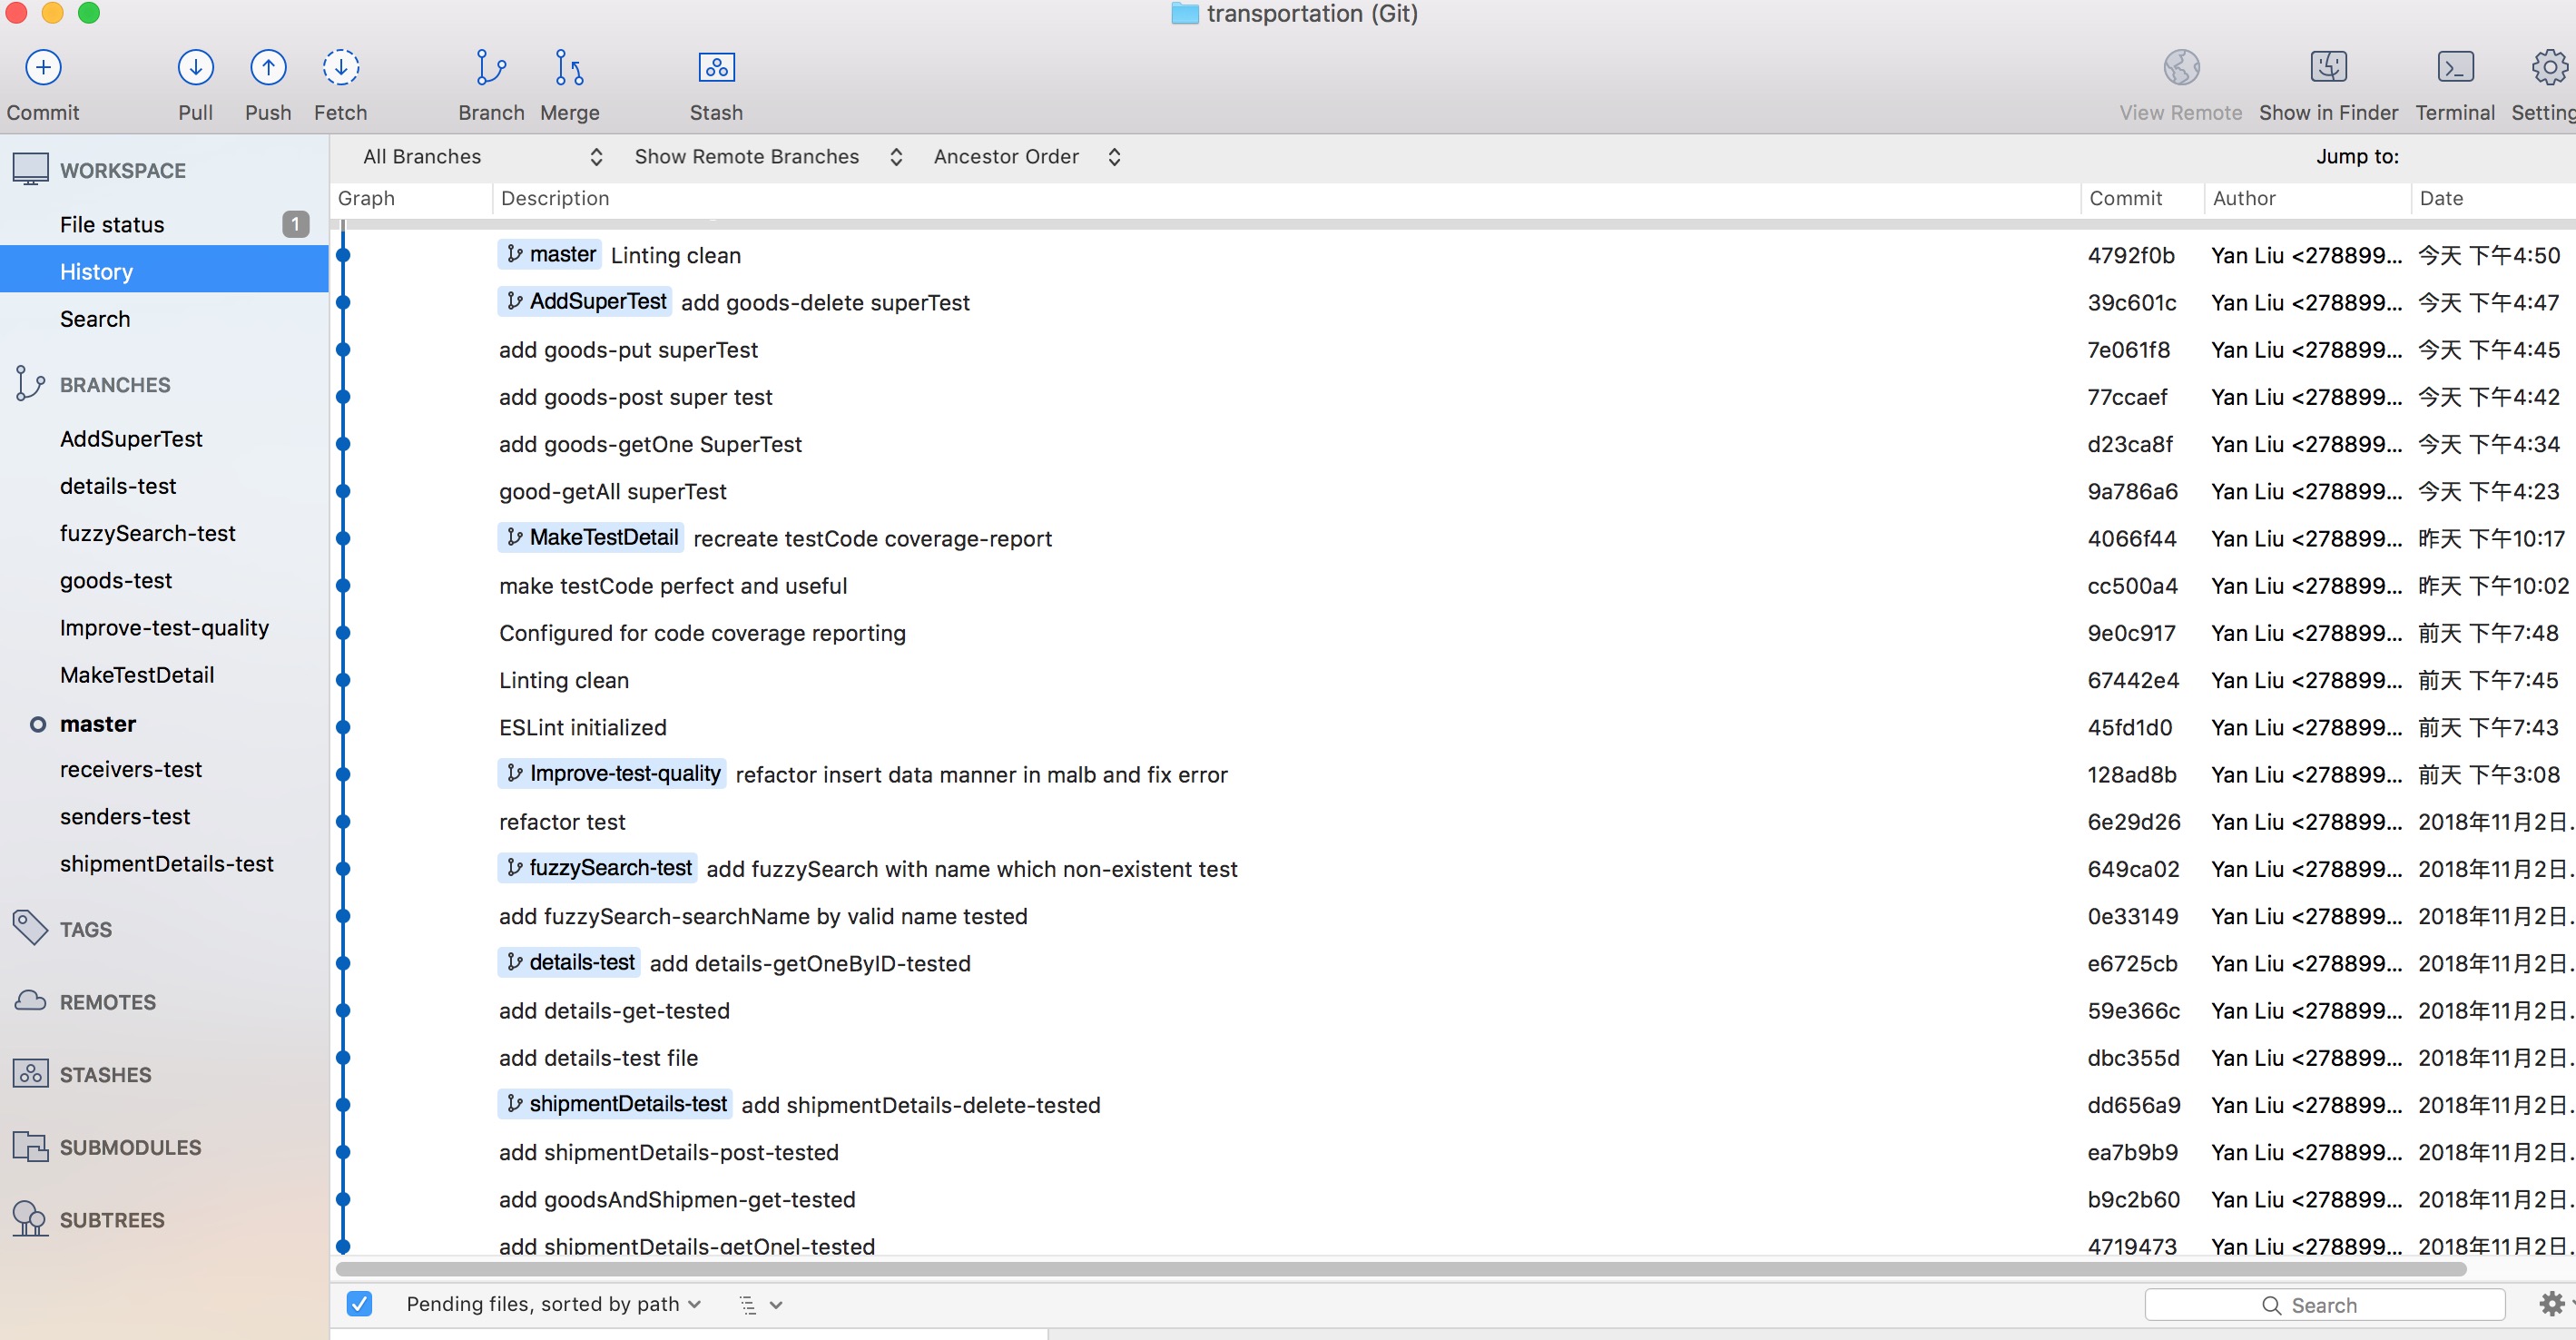 transportation (Git)
Commit Pull Push Fetch Branch Merge Stash View Remote Show in Finder Terminal Setting
WORKSPACE
File status 1
History
Search
BRANCHES
AddSuperTest
details-test
fuzzySearch-test
goods-test
Improve-test-quality
MakeTestDetail
master
receivers-test
senders-test
shipmentDetails-test
TAGS
REMOTES
STASHES
SUBMODULES
SUBTREES
All Branches Show Remote Branches Ancestor Order Jump to:
Graph Description Commit Author Date
master Linting clean 4792f0b Yan Liu <278899... 今天 下午4:50
AddSuperTest add goods-delete superTest 39c601c Yan Liu <278899... 今天 下午4:47
add goods-put superTest 7e061f8 Yan Liu <278899... 今天 下午4:45
add goods-post super test 77ccaef Yan Liu <278899... 今天 下午4:42
add goods-getOne SuperTest d23ca8f Yan Liu <278899... 今天 下午4:34
good-getAll superTest 9a786a6 Yan Liu <278899... 今天 下午4:23
MakeTestDetail recreate testCode coverage-report 4066f44 Yan Liu <278899... 昨天 下午10:17
make testCode perfect and useful cc500a4 Yan Liu <278899... 昨天 下午10:02
Configured for code coverage reporting 9e0c917 Yan Liu <278899... 前天 下午7:48
Linting clean 67442e4 Yan Liu <278899... 前天 下午7:45
ESLint initialized 45fd1d0 Yan Liu <278899... 前天 下午7:43
Improve-test-quality refactor insert data manner in malb and fix error 128ad8b Yan Liu <278899... 前天 下午3:08
refactor test 6e29d26 Yan Liu <278899... 2018年11月2日.
fuzzySearch-test add fuzzySearch with name which non-existent test 649ca02 Yan Liu <278899... 2018年11月2日.
add fuzzySearch-searchName by valid name tested 0e33149 Yan Liu <278899... 2018年11月2日.
details-test add details-getOneByID-tested e6725cb Yan Liu <278899... 2018年11月2日.
add details-get-tested 59e366c Yan Liu <278899... 2018年11月2日.
add details-test file dbc355d Yan Liu <278899... 2018年11月2日.
shipmentDetails-test add shipmentDetails-delete-tested dd656a9 Yan Liu <278899... 2018年11月2日.
add shipmentDetails-post-tested ea7b9b9 Yan Liu <278899... 2018年11月2日.
add goodsAndShipmen-get-tested b9c2b60 Yan Liu <278899... 2018年11月2日.
add shipmentDetails-getOneI-tested 4719473 Yan Liu <278899... 2018年11月2日.
Pending files, sorted by path Search